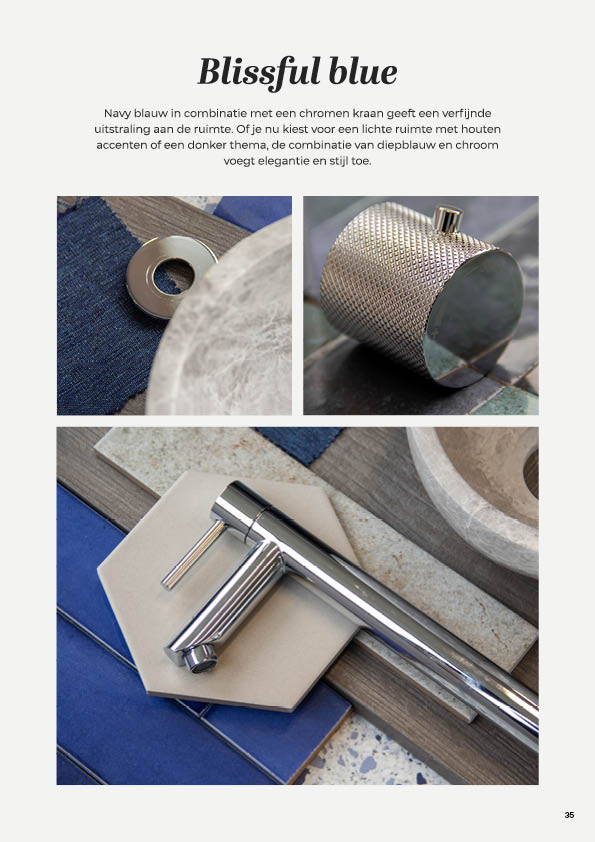 Blissful blue
Navy blauw in combinatie met een chromen kraan geeft een verfijnde
uitstraling aan de ruimte. Of je nu kiest voor een lichte ruimte met houten
accenten of een donker thema, de combinatie van diepblauw en chroom
voegt elegantie en stijl toe.
35